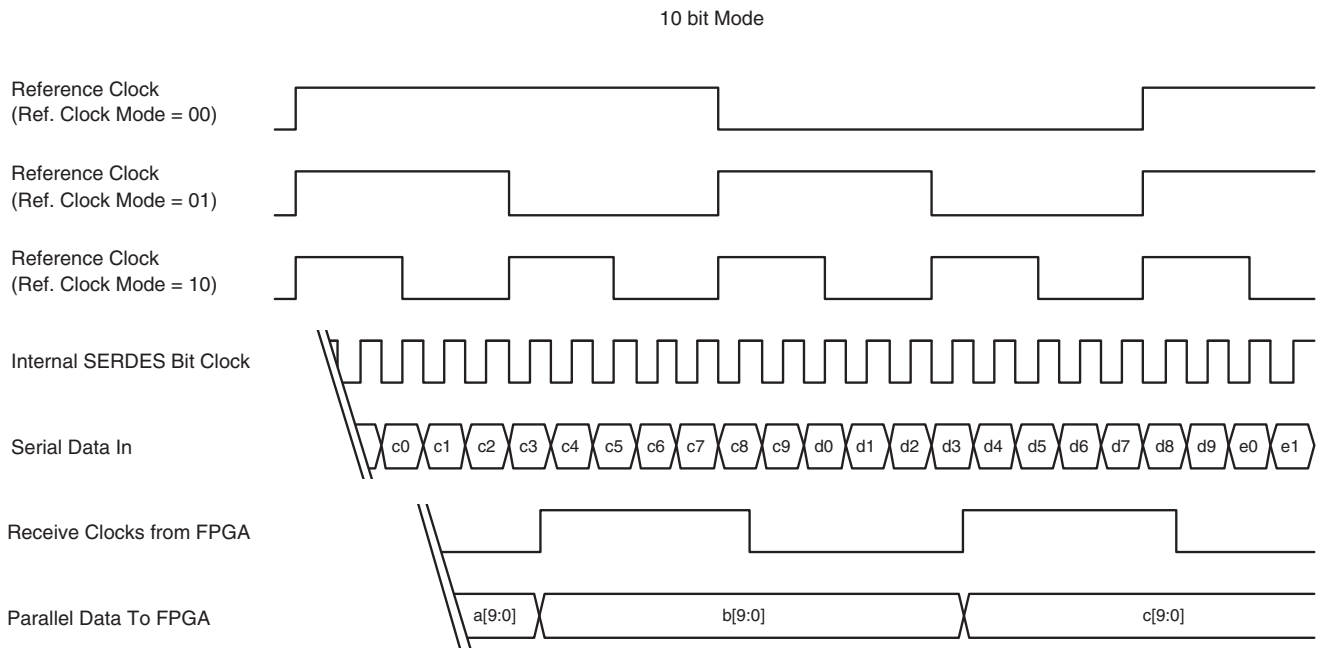 10 bit Mode
Reference Clock
(Ref. Clock Mode = 00)
Reference Clock
(Ref. Clock Mode = 01)
Reference Clock
(Ref. Clock Mode = 10)
Internal SERDES Bit Clock
Serial Data In
c0 c1 c2 c3 c4 c5 c6 c7 c8 c9 d0 d1 d2 d3 d4 d5 d6 d7 d8 d9 e0 e1
Receive Clocks from FPGA
Parallel Data To FPGA
a[9:0] b[9:0] c[9:0]